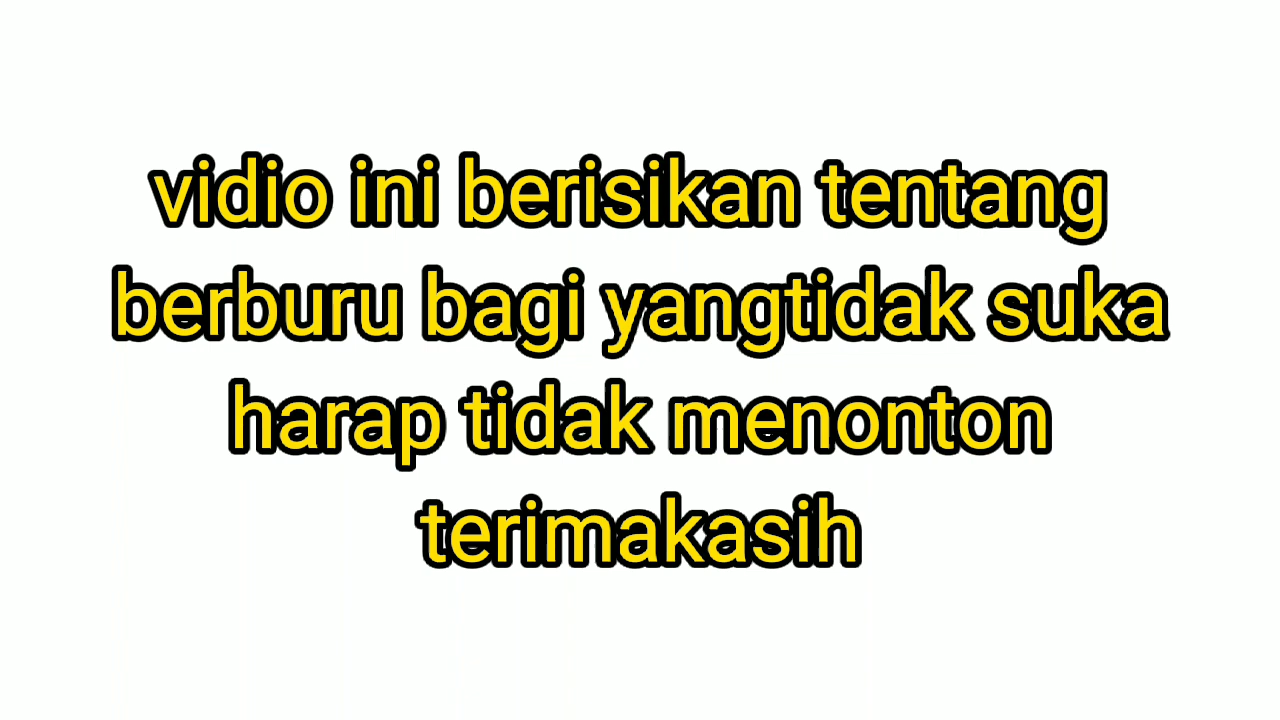 vidio ini berisikan tentang
berburu bagi yangtidak suka
harap tidak menonton
terimakasih